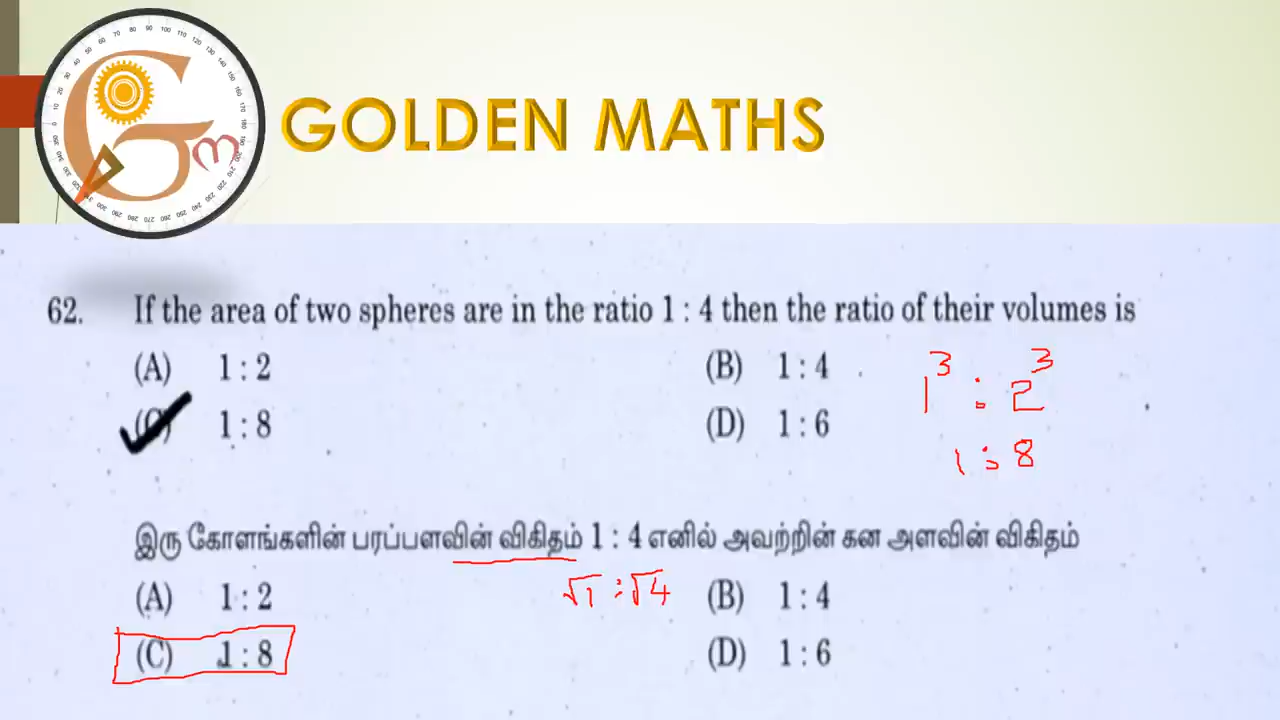 GOLDEN MATHS
62. If the area of two spheres are in the ratio 1 : 4 then the ratio of their volumes is
(A) 1 : 2 (B) 1 : 4
(C) 1 : 8 (D) 1 : 6
1³ : 2³
1 : 8
இரு கோளங்களின் பரப்பளவின் விகிதம் 1 : 4 எனில் அவற்றின் கன அளவின் விகிதம்
√1 : √4
(A) 1 : 2 (B) 1 : 4
(C) 1 : 8 (D) 1 : 6